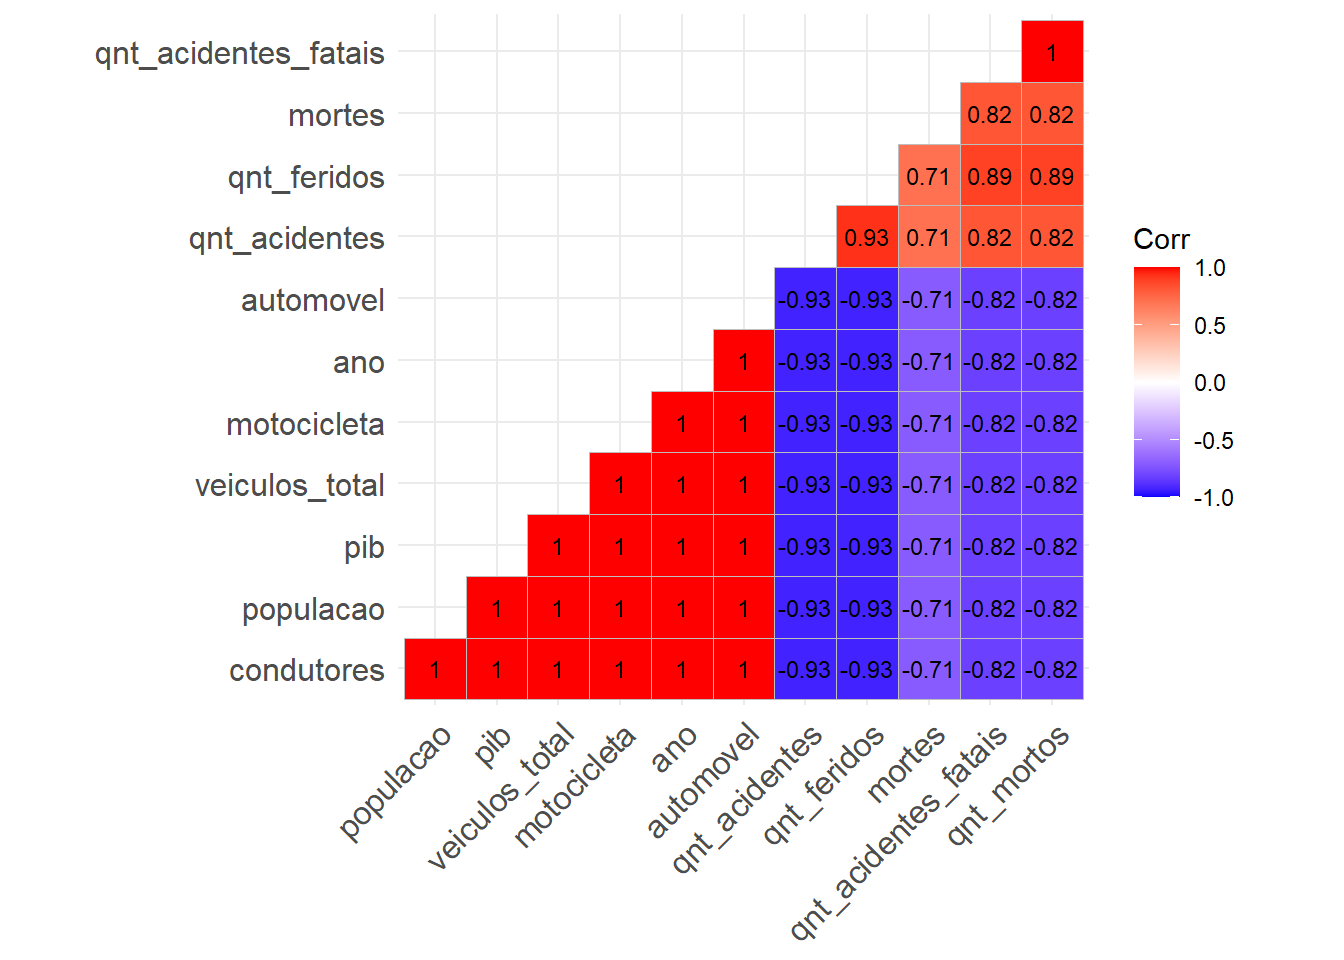 qnt_acidentes_fatais 1
mortes 0.82 0.82
qnt_feridos 0.71 0.89 0.89
qnt_acidentes 0.93 0.71 0.82 0.82
automovel -0.93 -0.93 -0.71 -0.82 -0.82
ano 1 -0.93 -0.93 -0.71 -0.82 -0.82
motocicleta 1 1 -0.93 -0.93 -0.71 -0.82 -0.82
veiculos_total 1 1 1 -0.93 -0.93 -0.71 -0.82 -0.82
pib 1 1 1 1 -0.93 -0.93 -0.71 -0.82 -0.82
populacao 1 1 1 1 1 -0.93 -0.93 -0.71 -0.82 -0.82
condutores 1 1 1 1 1 1 -0.93 -0.93 -0.71 -0.82 -0.82
populacao
pib
veiculos_total
motocicleta
ano
automovel
qnt_acidentes
qnt_feridos
mortes
qnt_acidentes_fatais
qnt_mortos
Corr
1.0
0.5
0.0
-0.5
-1.0